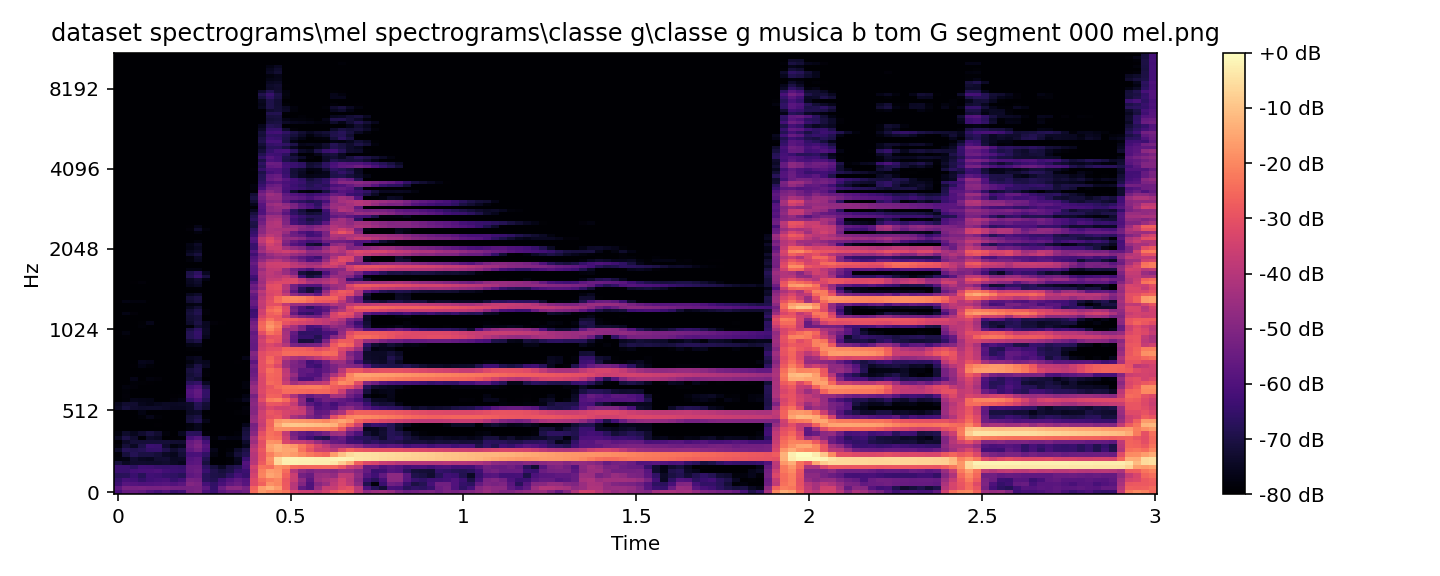 dataset spectrograms\mel spectrograms\classe g\classe g musica b tom G segment 000 mel.png
8192
4096
2048
1024
512
0
Hz
0
0.5
1
1.5
2
2.5
3
Time
+0 dB
-10 dB
-20 dB
-30 dB
-40 dB
-50 dB
-60 dB
-70 dB
-80 dB